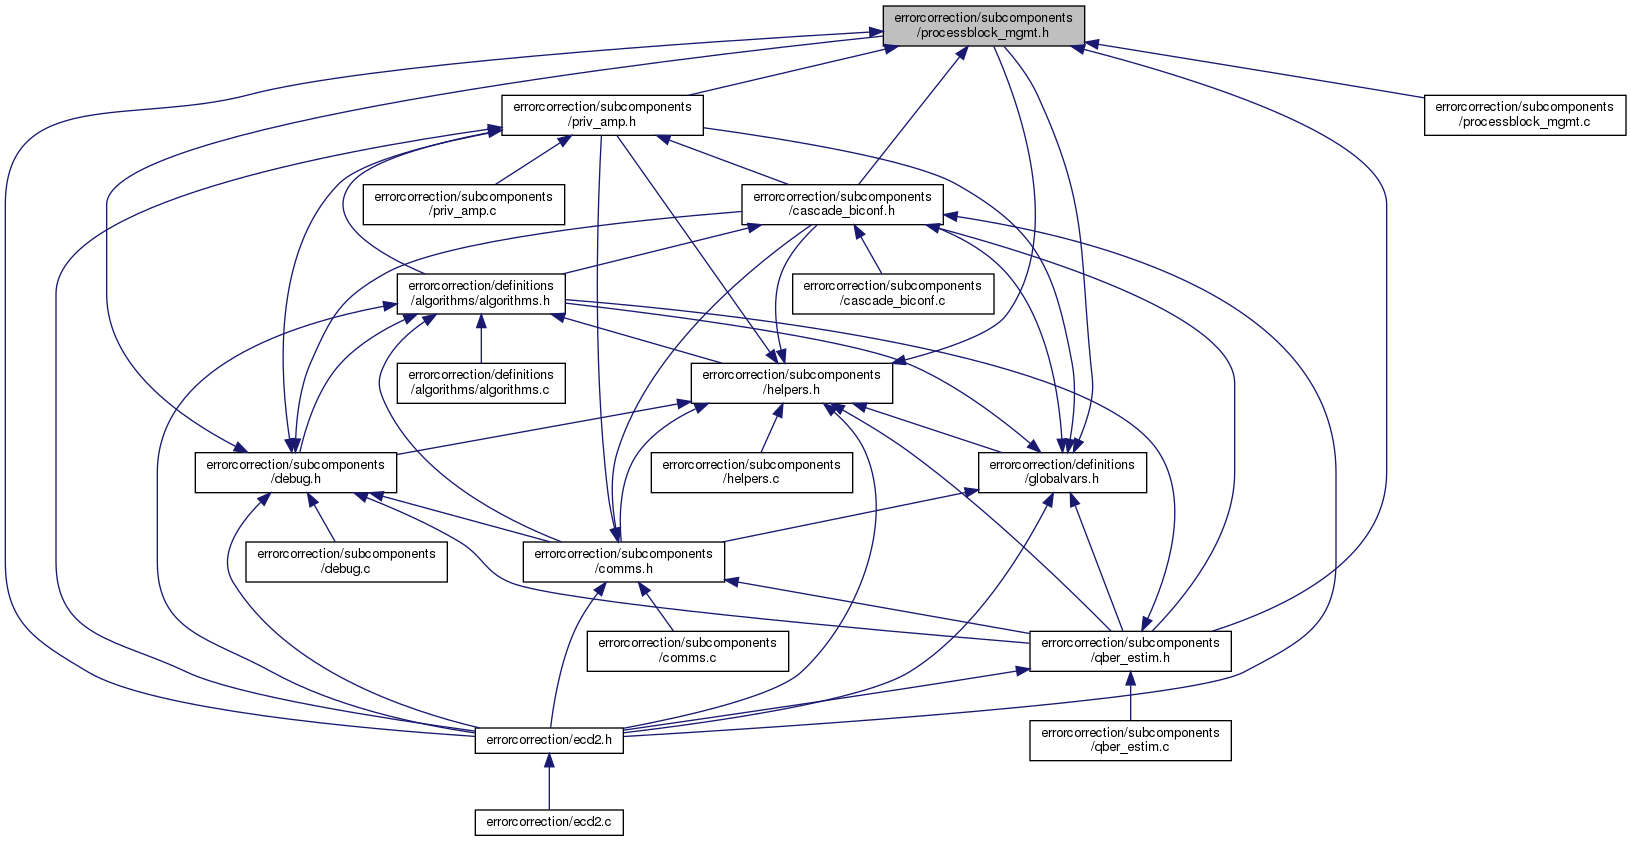 errorcorrection/subcomponents
/processblock_mgmt.h
errorcorrection/subcomponents
/priv_amp.h
errorcorrection/subcomponents
/processblock_mgmt.c
errorcorrection/subcomponents
/priv_amp.c
errorcorrection/subcomponents
/cascade_biconf.h
errorcorrection/definitions
/algorithms/algorithms.h
errorcorrection/subcomponents
/cascade_biconf.c
errorcorrection/definitions
/algorithms/algorithms.c
errorcorrection/subcomponents
/helpers.h
errorcorrection/subcomponents
/debug.h
errorcorrection/subcomponents
/helpers.c
errorcorrection/definitions
/globalvars.h
errorcorrection/subcomponents
/debug.c
errorcorrection/subcomponents
/comms.h
errorcorrection/subcomponents
/comms.c
errorcorrection/subcomponents
/qber_estim.h
errorcorrection/ecd2.h
errorcorrection/subcomponents
/qber_estim.c
errorcorrection/ecd2.c